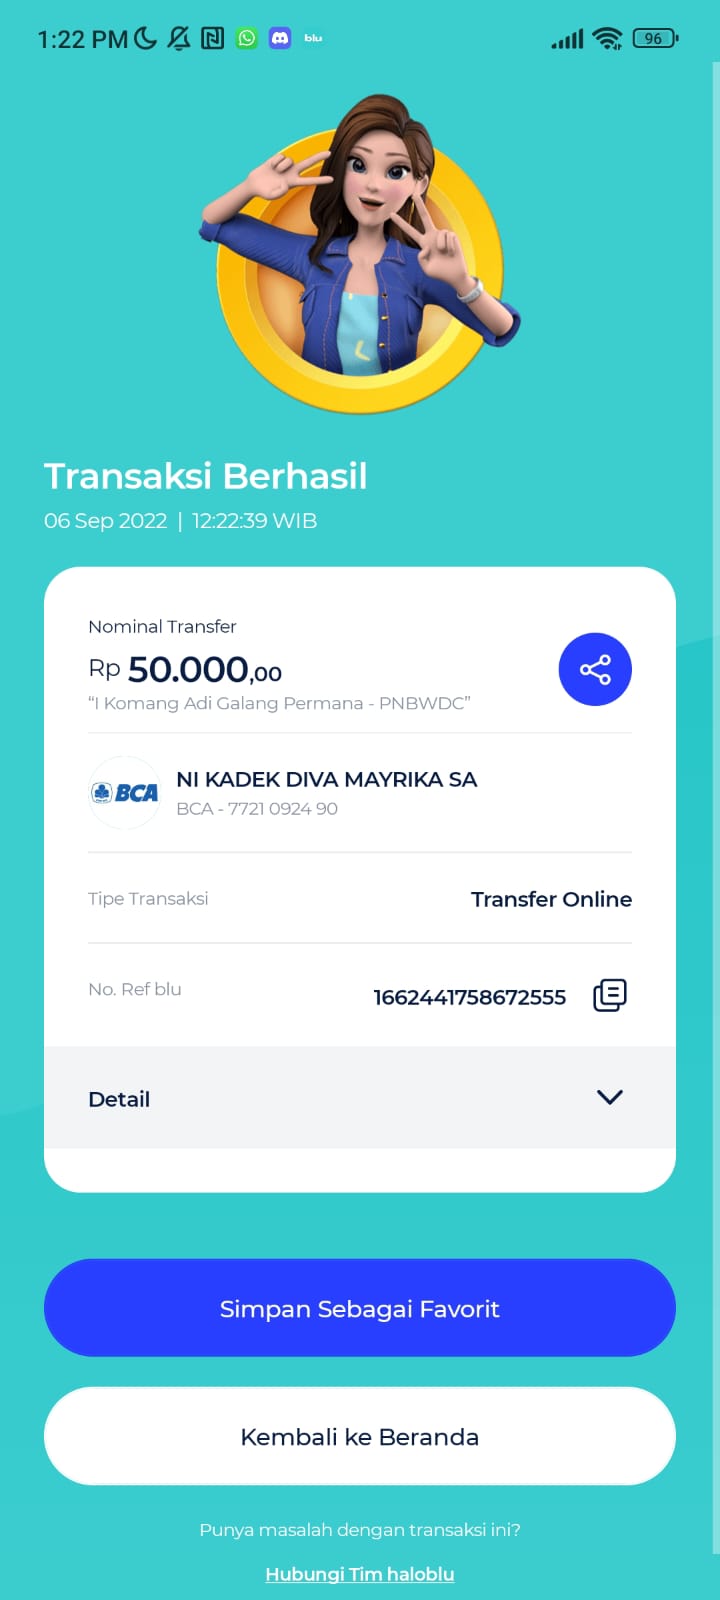 1:22 PM
blu
96
Transaksi Berhasil
06 Sep 2022 | 12:22:39 WIB
Nominal Transfer
Rp 50.000,00
“I Komang Adi Galang Permana - PNBWDC”
BCA
NI KADEK DIVA MAYRIKA SA
BCA - 7721 0924 90
Tipe Transaksi
Transfer Online
No. Ref blu
1662441758672555
Detail
Simpan Sebagai Favorit
Kembali ke Beranda
Punya masalah dengan transaksi ini?
Hubungi Tim haloblu